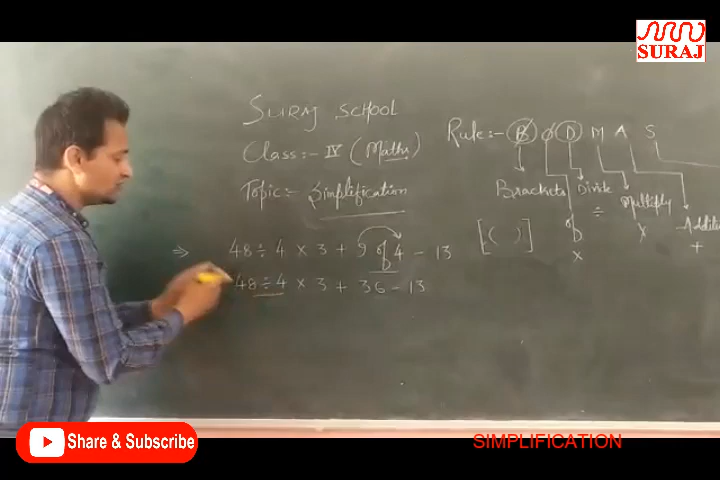 SURAJ
SURAJ SCHOOL
Class:- IV (Maths)
Topic:- Simplification
Rule:- B O D M A S
Brackets
of
x
Divide
÷
Multiply
x
Additi
+
[( )]
⇒ 48 ÷ 4 × 3 + 9 of 4 - 13
48 ÷ 4 × 3 + 36 - 13
Share & Subscribe
SIMPLIFICATION